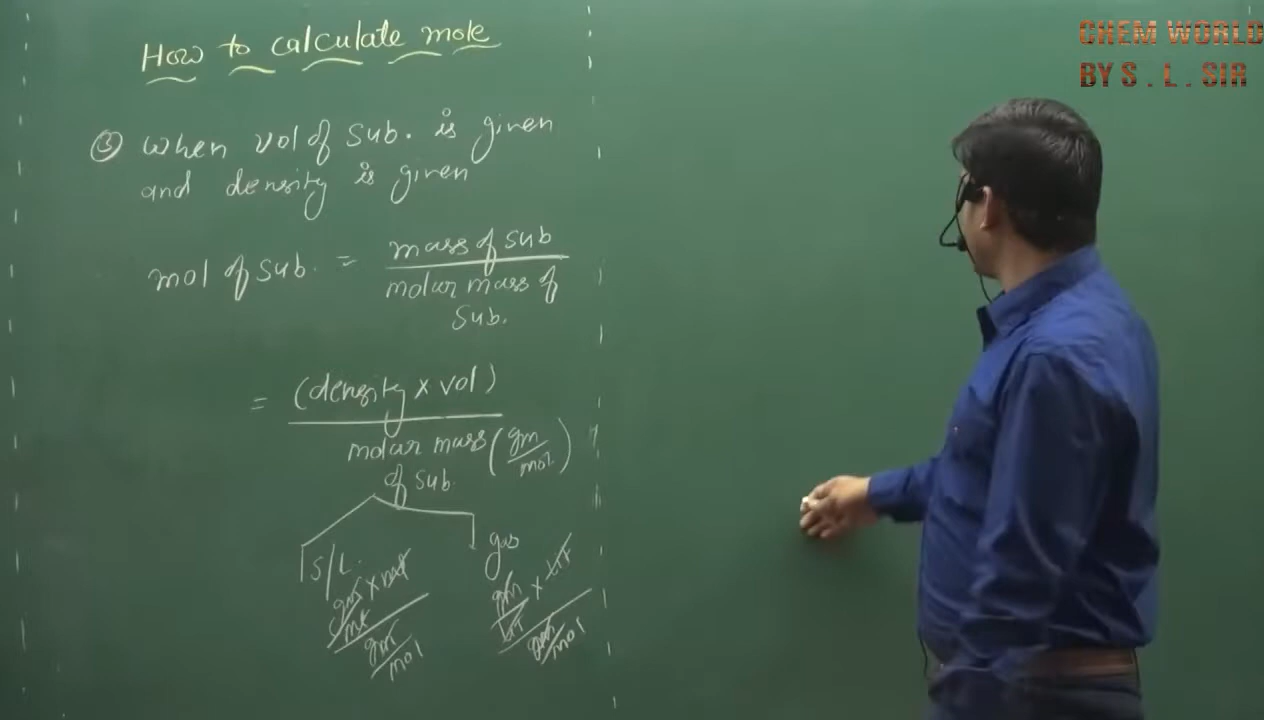 How to calculate mole
CHEM WORLD
BY S . L . SIR
③ when vol of sub. is given
and density is given
mol of sub. = mass of sub
molar mass of
sub.
= (density x vol)
molar mass (gm/mol)
of sub.
S/L.
gas
gm/ml x ml
gm/mol
gm/lit x lit
gm/mol